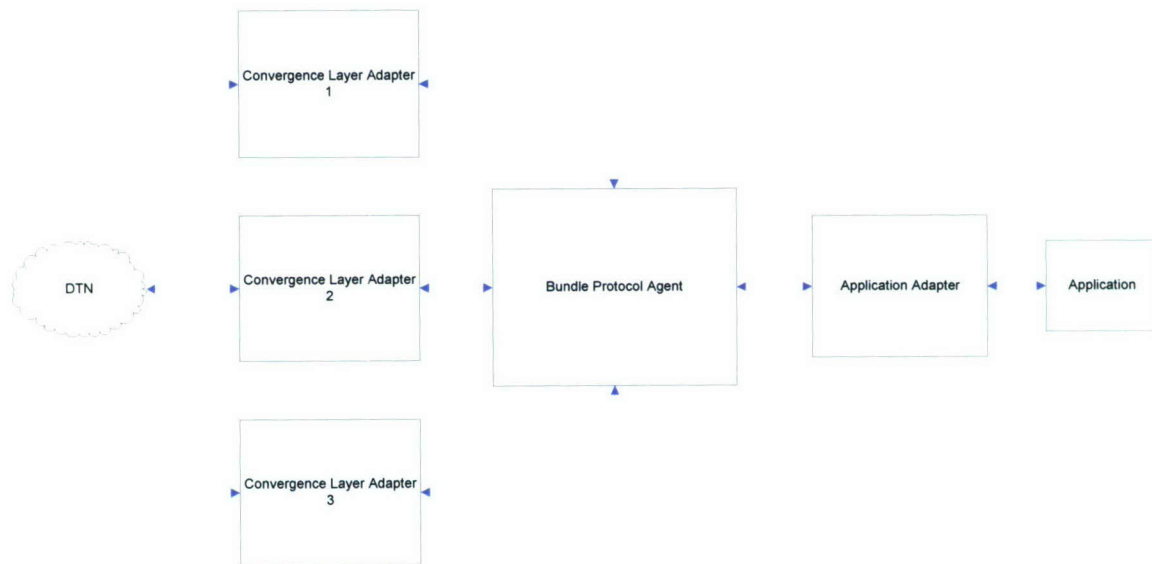 Convergence Layer Adapter
1
DTN
Convergence Layer Adapter
2
Bundle Protocol Agent
Application Adapter
Application
Convergence Layer Adapter
3